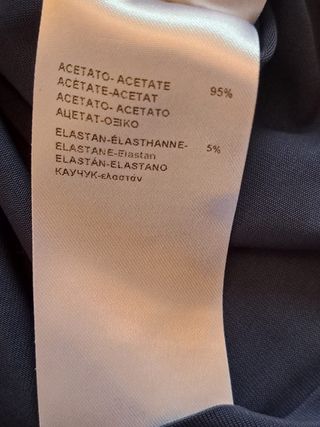 ACETATO- ACETATE 95%
ACÉTATE-ACETAT
ACETATO- ACETATO
АЦЕТАТ-ΟΞΙΚΟ
ELASTAN-ÉLASTHANNE- 5%
ELASTANE-Elastan
ELASTÁN-ELASTANO
КАУЧУК-ελαστάν